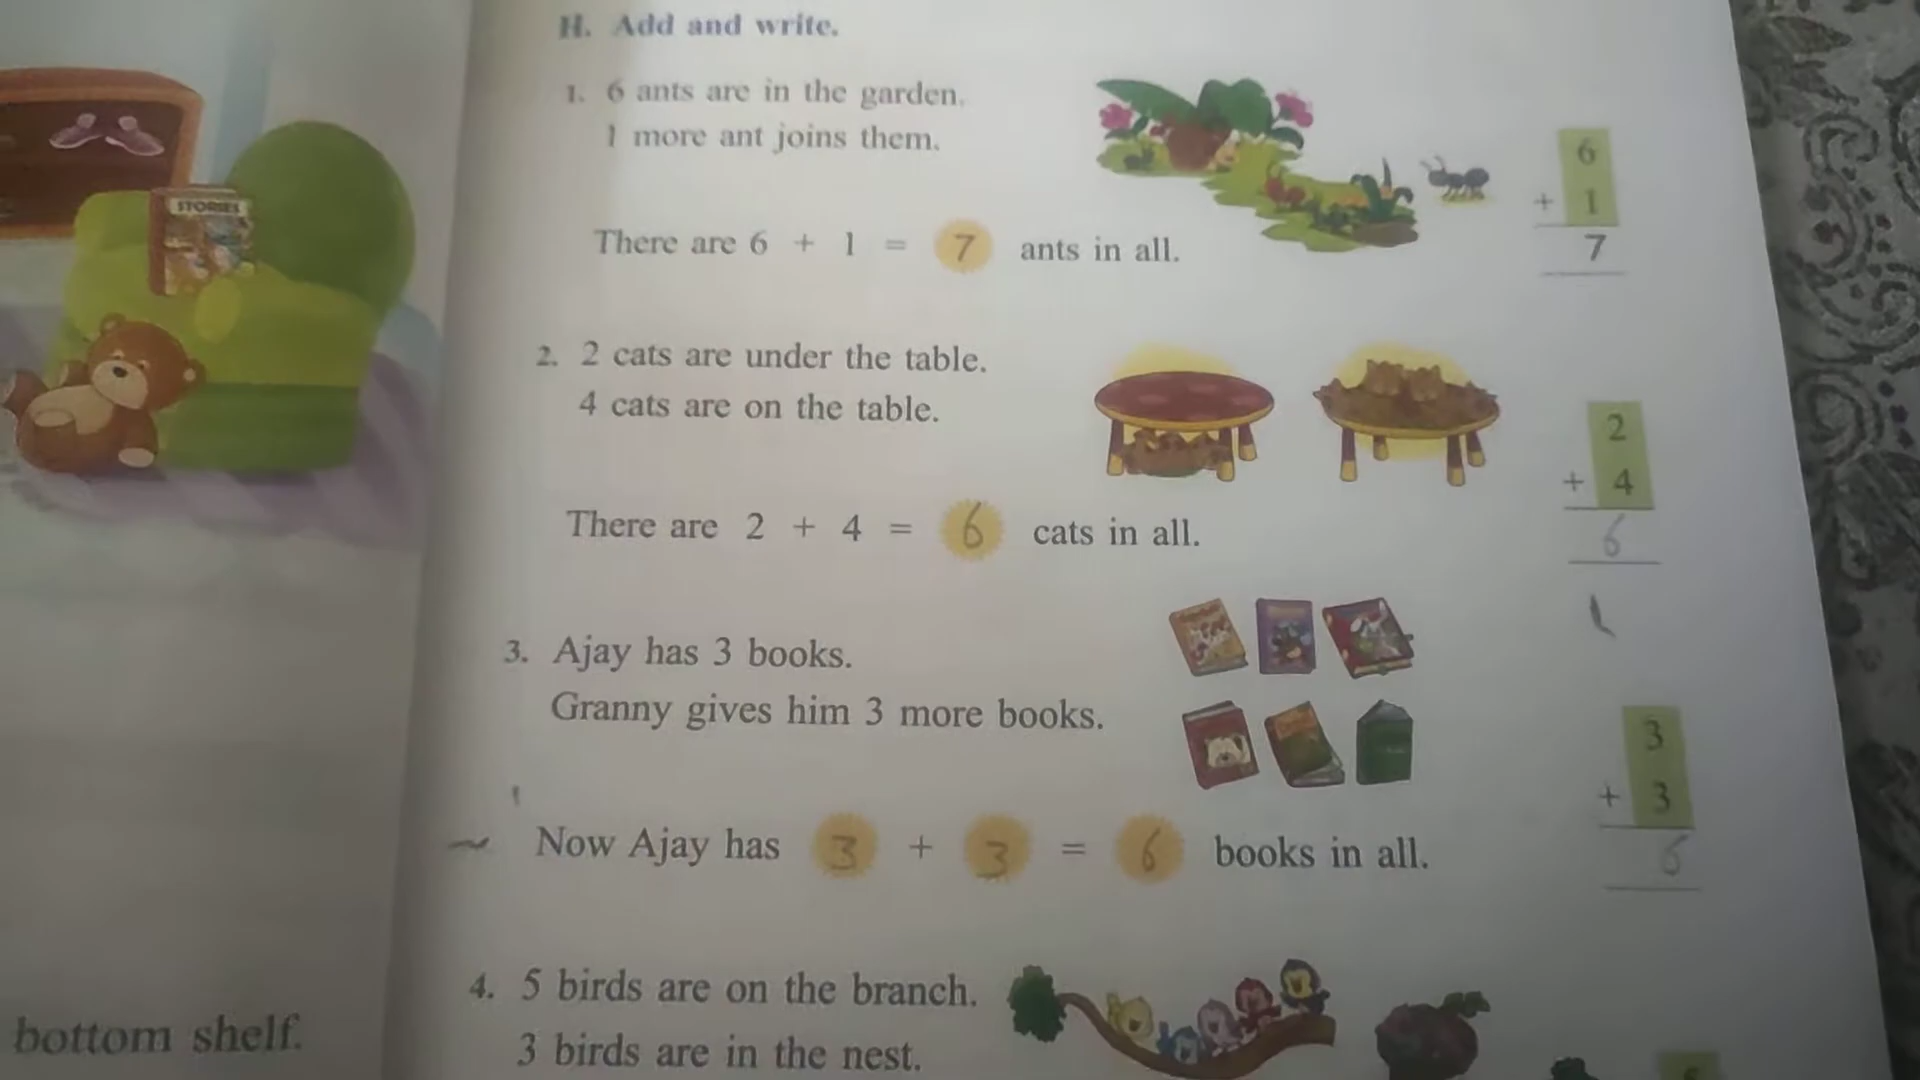 STORIES
bottom shelf.
H. Add and write.
1. 6 ants are in the garden.
1 more ant joins them.
There are 6 + 1 = 7 ants in all.
6
+ 1
7
2. 2 cats are under the table.
4 cats are on the table.
There are 2 + 4 = 6 cats in all.
2
+ 4
6
3. Ajay has 3 books.
Granny gives him 3 more books.
Now Ajay has 3 + 3 = 6 books in all.
3
+ 3
6
4. 5 birds are on the branch.
3 birds are in the nest.